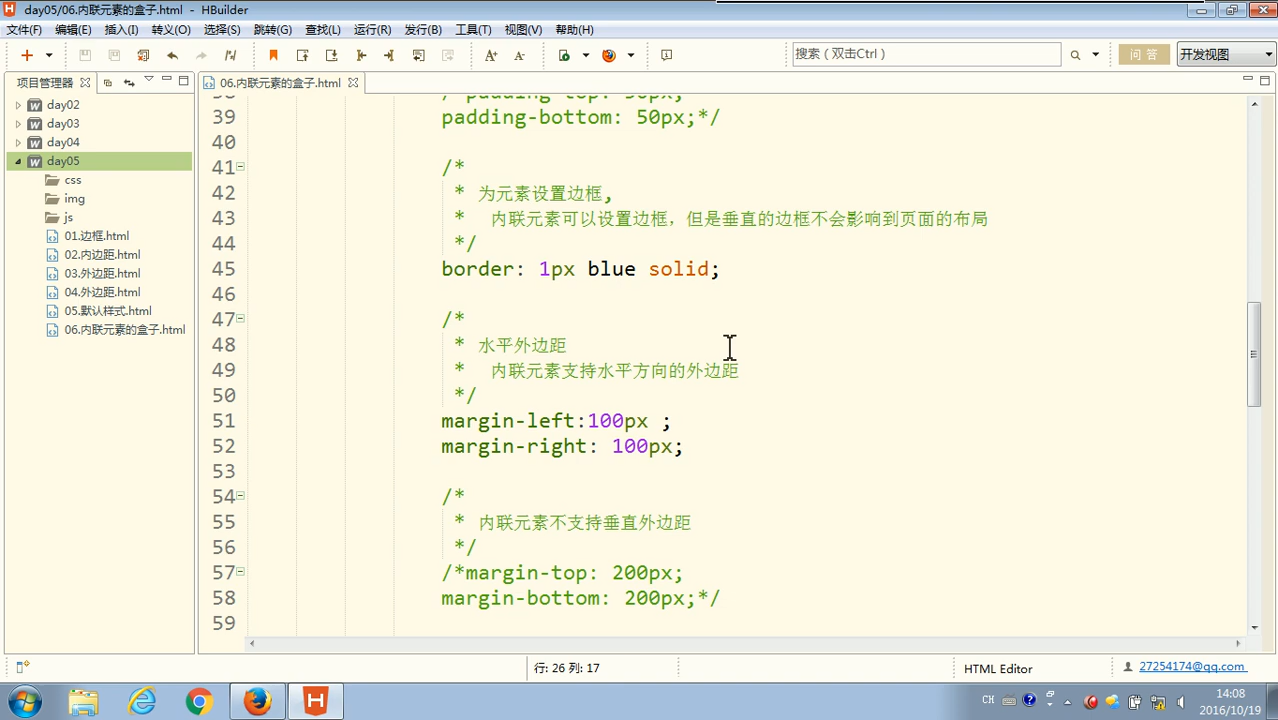 day05/06.内联元素的盒子.html - HBuilder
文件(F) 编辑(E) 插入(I) 转义(O) 选择(S) 跳转(G) 查找(L) 运行(R) 发行(B) 工具(T) 视图(V) 帮助(H)
搜索（双击Ctrl）
问 答
开发视图
项目管理器
06.内联元素的盒子.html
day02
day03
day04
day05
css
img
js
01.边框.html
02.内边距.html
03.外边距.html
04.外边距.html
05.默认样式.html
06.内联元素的盒子.html
38 /*padding-top: 50px;
39 padding-bottom: 50px;*/
40
41 /*
42 * 为元素设置边框,
43 * 内联元素可以设置边框，但是垂直的边框不会影响到页面的布局
44 */
45 border: 1px blue solid;
46
47 /*
48 * 水平外边距
49 * 内联元素支持水平方向的外边距
50 */
51 margin-left:100px ;
52 margin-right: 100px;
53
54 /*
55 * 内联元素不支持垂直外边距
56 */
57 /*margin-top: 200px;
58 margin-bottom: 200px;*/
59
行: 26 列: 17
HTML Editor
27254174@qq.com
CH
14:08
2016/10/19